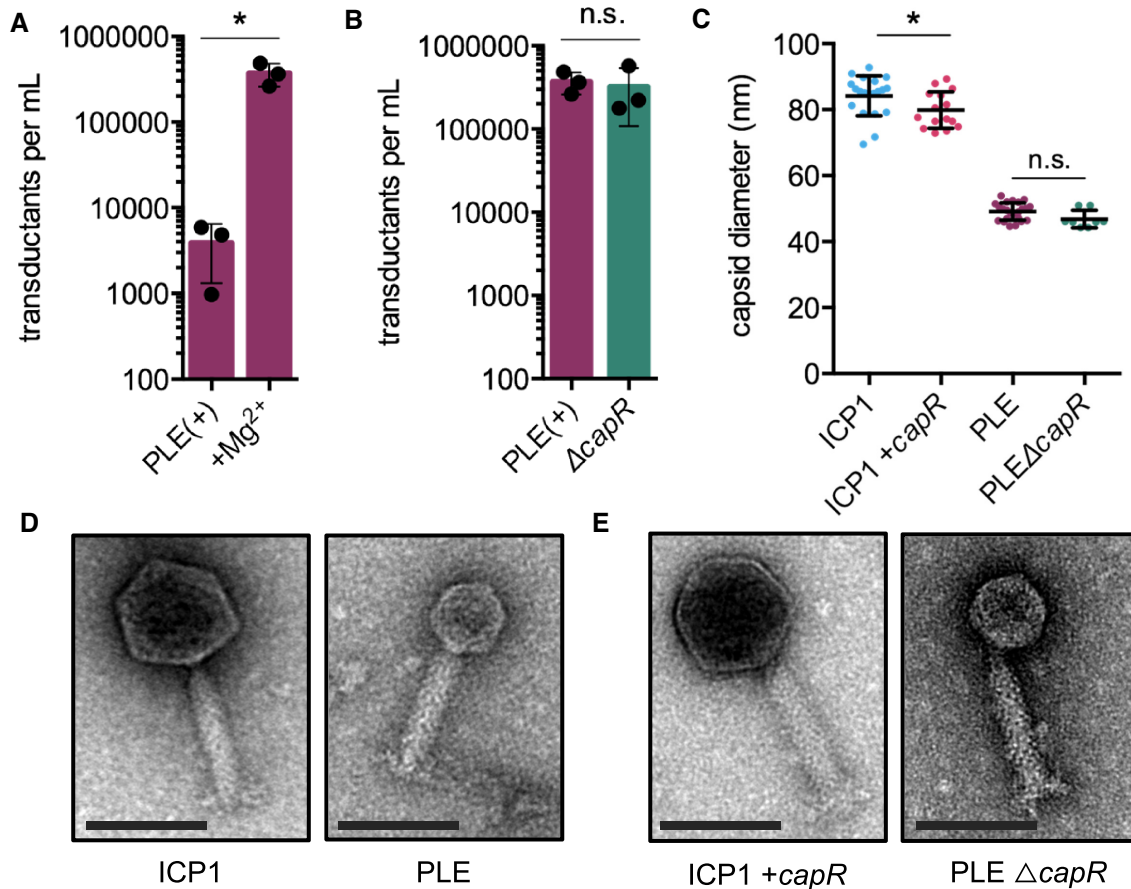 A
transductants per mL
1000000
100000
10000
1000
100
*
PLE(+)
+Mg²⁺
B
transductants per mL
1000000
100000
10000
1000
100
n.s.
PLE(+)
ΔcapR
C
capsid diameter (nm)
100
80
60
40
20
0
*
n.s.
ICP1
ICP1 +capR
PLE
PLEΔcapR
D
ICP1
PLE
E
ICP1 +capR
PLE △capR